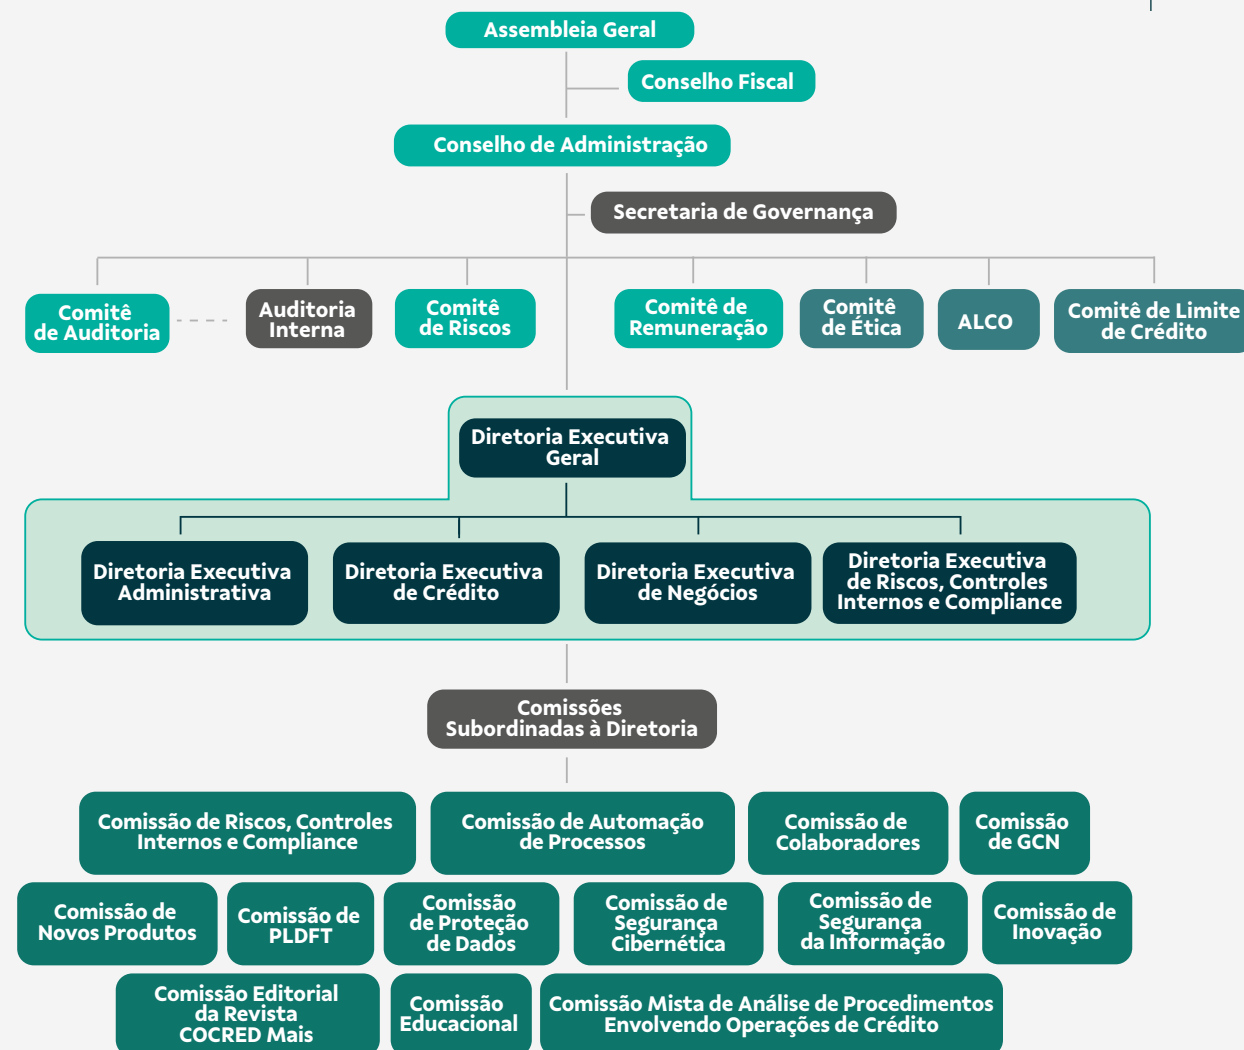 Assembleia Geral
Conselho Fiscal
Conselho de Administração
Secretaria de Governança
Comitê
de Auditoria
Auditoria
Interna
Comitê
de Riscos
Comitê de
Remuneração
Comitê
de Ética
ALCO
Comitê de Limite
de Crédito
Diretoria Executiva
Geral
Diretoria Executiva
Administrativa
Diretoria Executiva
de Crédito
Diretoria Executiva
de Negócios
Diretoria Executiva
de Riscos, Controles
Internos e Compliance
Comissões
Subordinadas à Diretoria
Comissão de Riscos, Controles
Internos e Compliance
Comissão de Automação
de Processos
Comissão de
Colaboradores
Comissão
de GCN
Comissão de
Novos Produtos
Comissão de
PLDFT
Comissão
de Proteção
de Dados
Comissão de
Segurança
Cibernética
Comissão de
Segurança
da Informação
Comissão de
Inovação
Comissão Editorial
da Revista
COCRED Mais
Comissão
Educacional
Comissão Mista de Análise de Procedimentos
Envolvendo Operações de Crédito